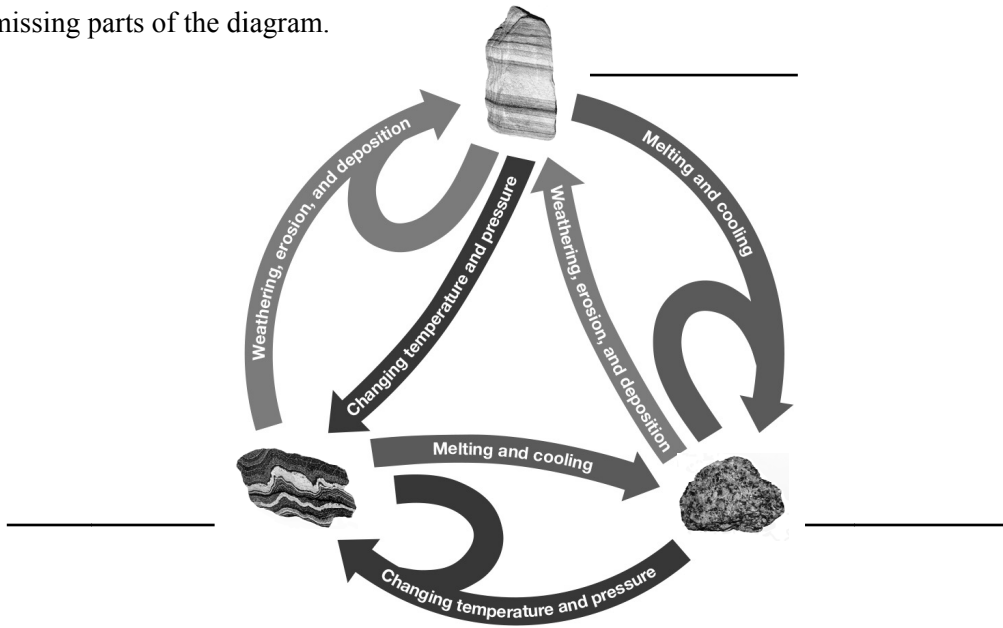 missing parts of the diagram.
Weathering, erosion, and deposition
Melting and cooling
Changing temperature and pressure
Weathering, erosion, and deposition
Melting and cooling
Changing temperature and pressure